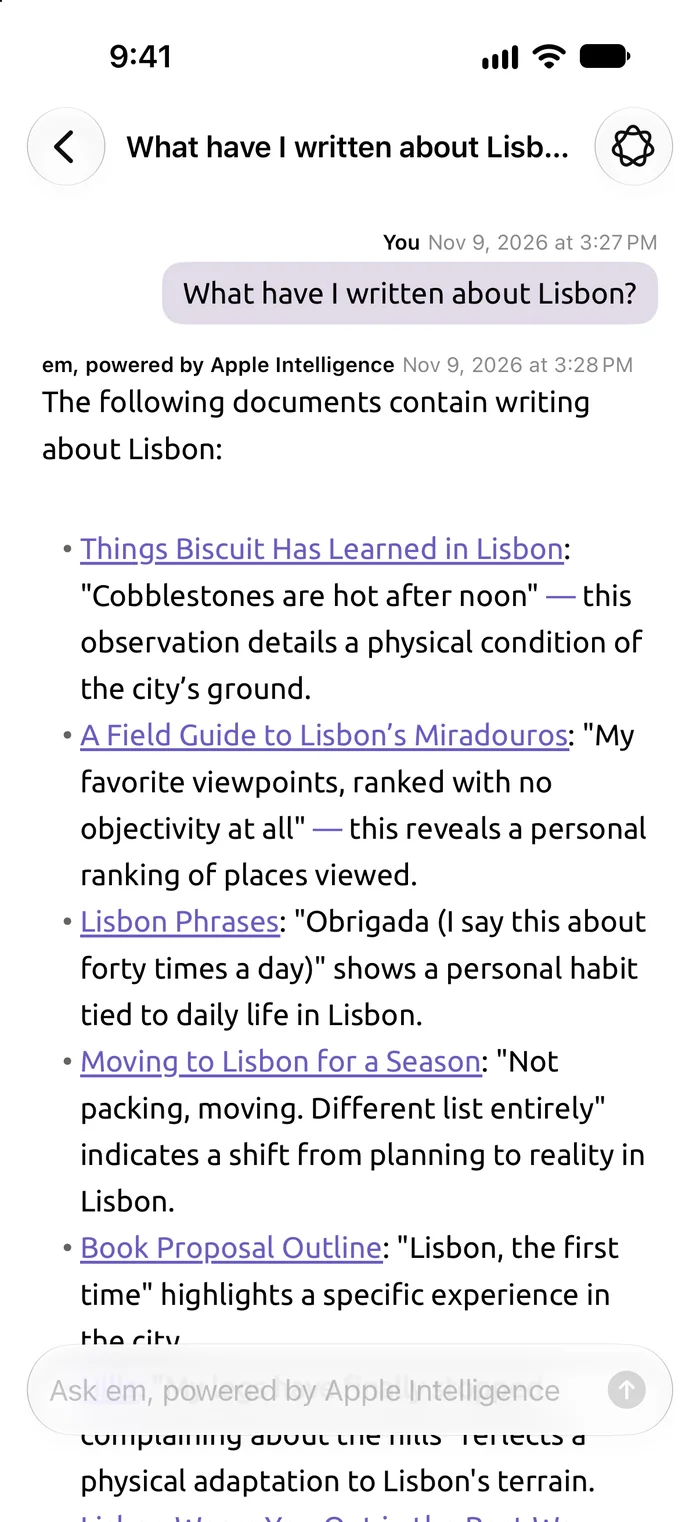 9:41
What have I written about Lisb...
You Nov 9, 2026 at 3:27 PM
What have I written about Lisbon?
em, powered by Apple Intelligence Nov 9, 2026 at 3:28 PM
The following documents contain writing
about Lisbon:
• Things Biscuit Has Learned in Lisbon:
"Cobblestones are hot after noon" — this
observation details a physical condition of
the city’s ground.
• A Field Guide to Lisbon’s Miradouros: "My
favorite viewpoints, ranked with no
objectivity at all" — this reveals a personal
ranking of places viewed.
• Lisbon Phrases: "Obrigada (I say this about
forty times a day)" shows a personal habit
tied to daily life in Lisbon.
• Moving to Lisbon for a Season: "Not
packing, moving. Different list entirely"
indicates a shift from planning to reality in
Lisbon.
• Book Proposal Outline: "Lisbon, the first
time" highlights a specific experience in
the city
Ask em, powered by Apple Intelligence
complaining about the hills" reflects a
physical adaptation to Lisbon's terrain.